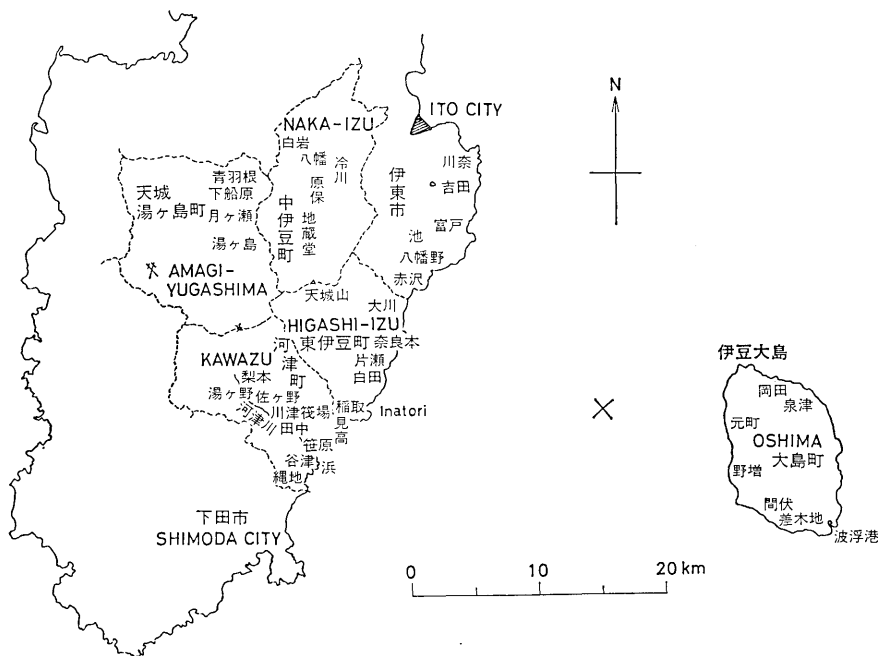 N
ITO CITY
NAKA-IZU
白岩
八幡
冷川
原保
地蔵堂
中伊豆町
伊東市
川奈
吉田
富戸
池
八幡野
赤沢
青羽根
下船原
天城
湯ヶ島町
月ヶ瀬
湯ヶ島
AMAGI-
YUGASHIMA
天城山
大川
HIGASHI-IZU
東伊豆町
奈良本
片瀬
白田
KAWAZU
河津町
梨本
湯ヶ野
佐ヶ野
河津川
川津筏場
田中
稲取
見高
Inatori
笹原
谷津
浜
縄地
下田市
SHIMODA CITY
伊豆大島
岡田
泉津
元町
OSHIMA
大島町
野増
間伏
差木地
波浮港
0 10 20 km